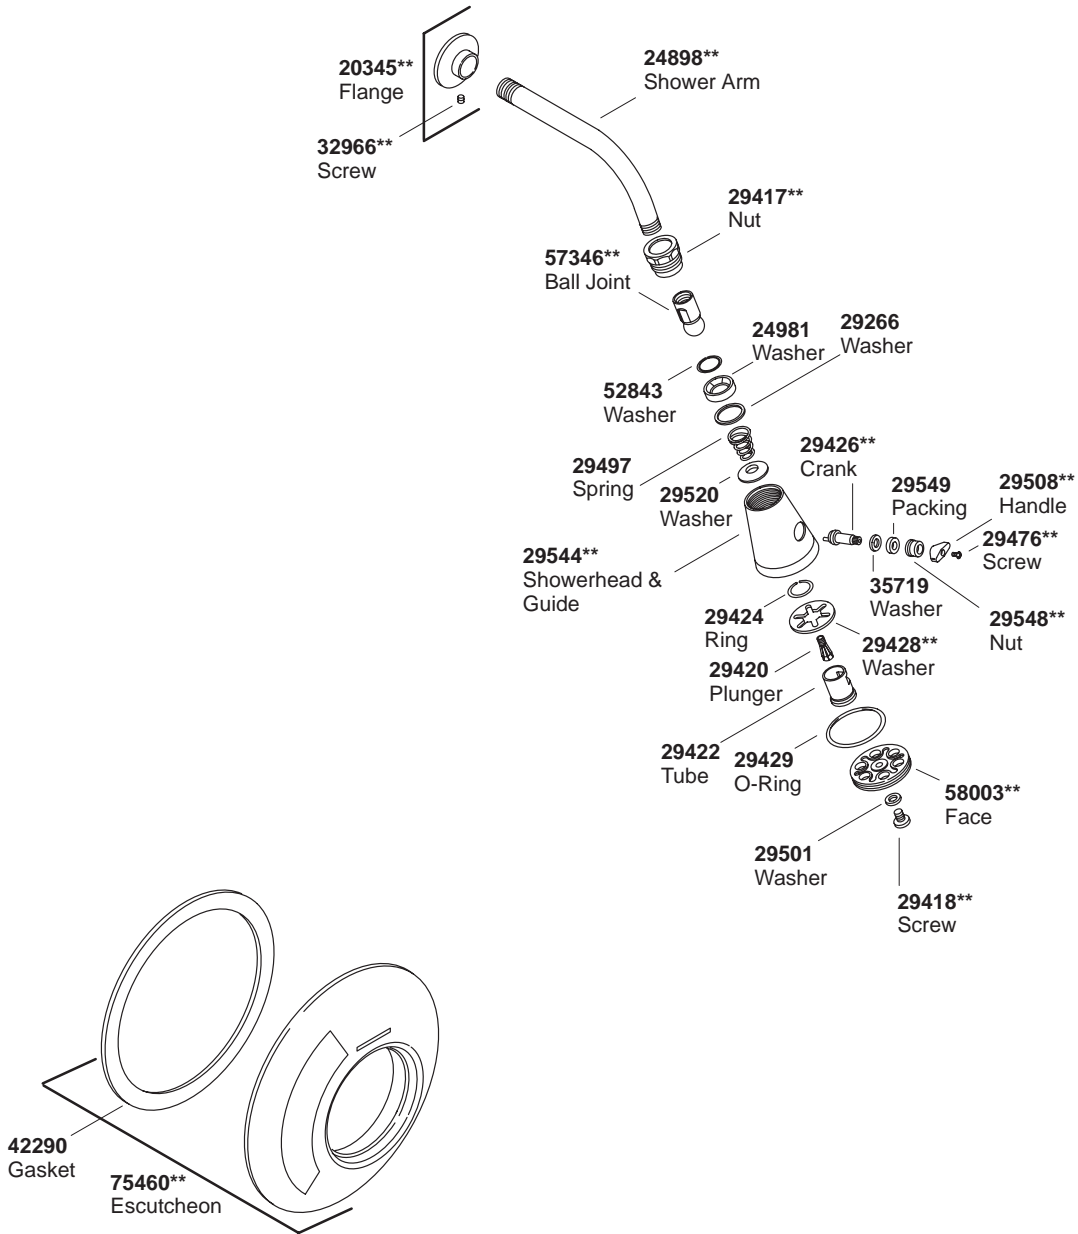 20345**
Flange
24898**
Shower Arm
32966**
Screw
29417**
Nut
57346**
Ball Joint
24981
Washer
29266
Washer
52843
Washer
29497
Spring
29520
Washer
29426**
Crank
29549
Packing
29508**
Handle
29476**
Screw
29544**
Showerhead &
Guide
35719
Washer
29548**
Nut
29424
Ring
29428**
Washer
29420
Plunger
29422
Tube
29429
O-Ring
58003**
Face
29501
Washer
29418**
Screw
42290
Gasket
75460**
Escutcheon